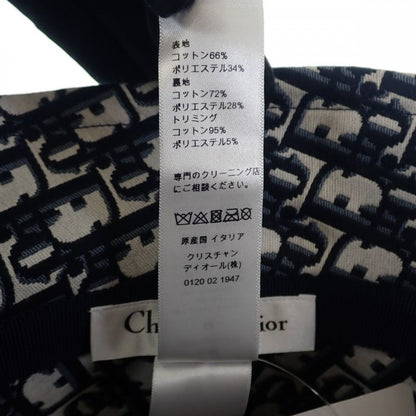 表地
コットン66%
ポリエステル34%
裏地
コットン72%
ポリエステル28%
トリミング
コットン95%
ポリエステル5%
専門のクリーニング店
にご相談ください。
原産国 イタリア
クリスチャン
ディオール(株)
0120 02 1947
Ch ior